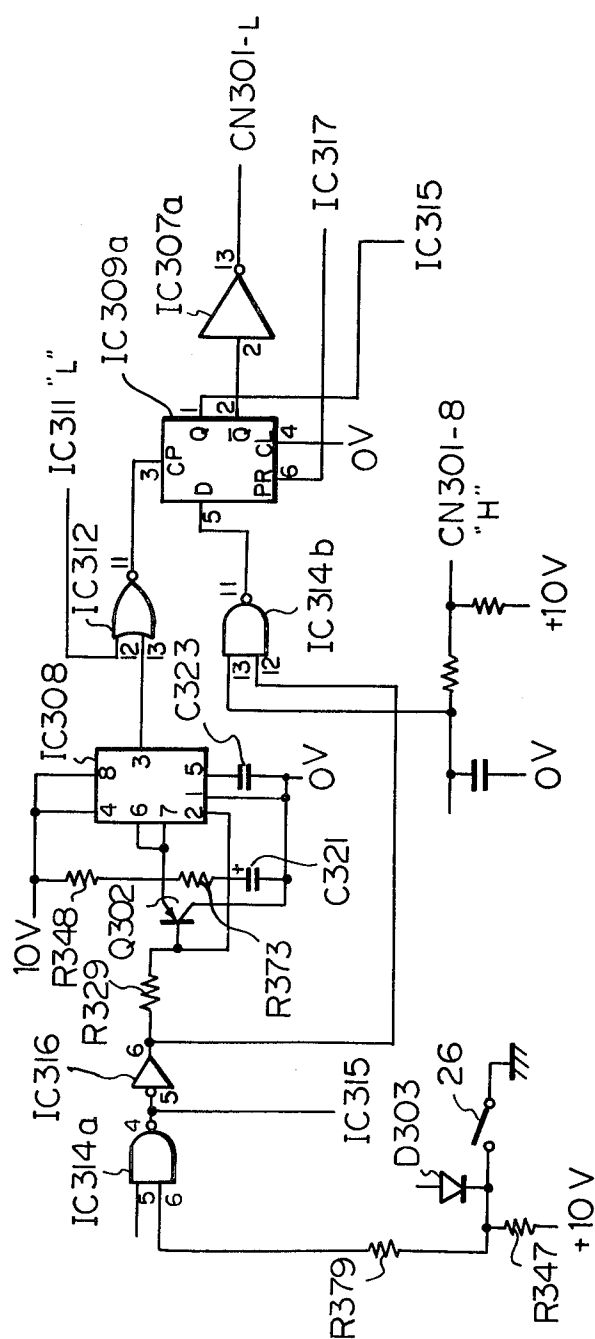 IC314a
5
6
4
IC316
5
6
IC315
R379
R347
+10V
D303
26
10V
R348
R329
Q302
R373
+
C321
IC308
4
8
6
7
3
2
1
5
C323
0V
IC311 "L"
IC312
12
13
11
IC314b
13
12
11
0V
CN301-8
"H"
+10V
IC309a
3
CP
5
D
Q
1
Q
2
PR
6
CL
4
0V
IC307a
2
13
CN301-L
IC317
IC315